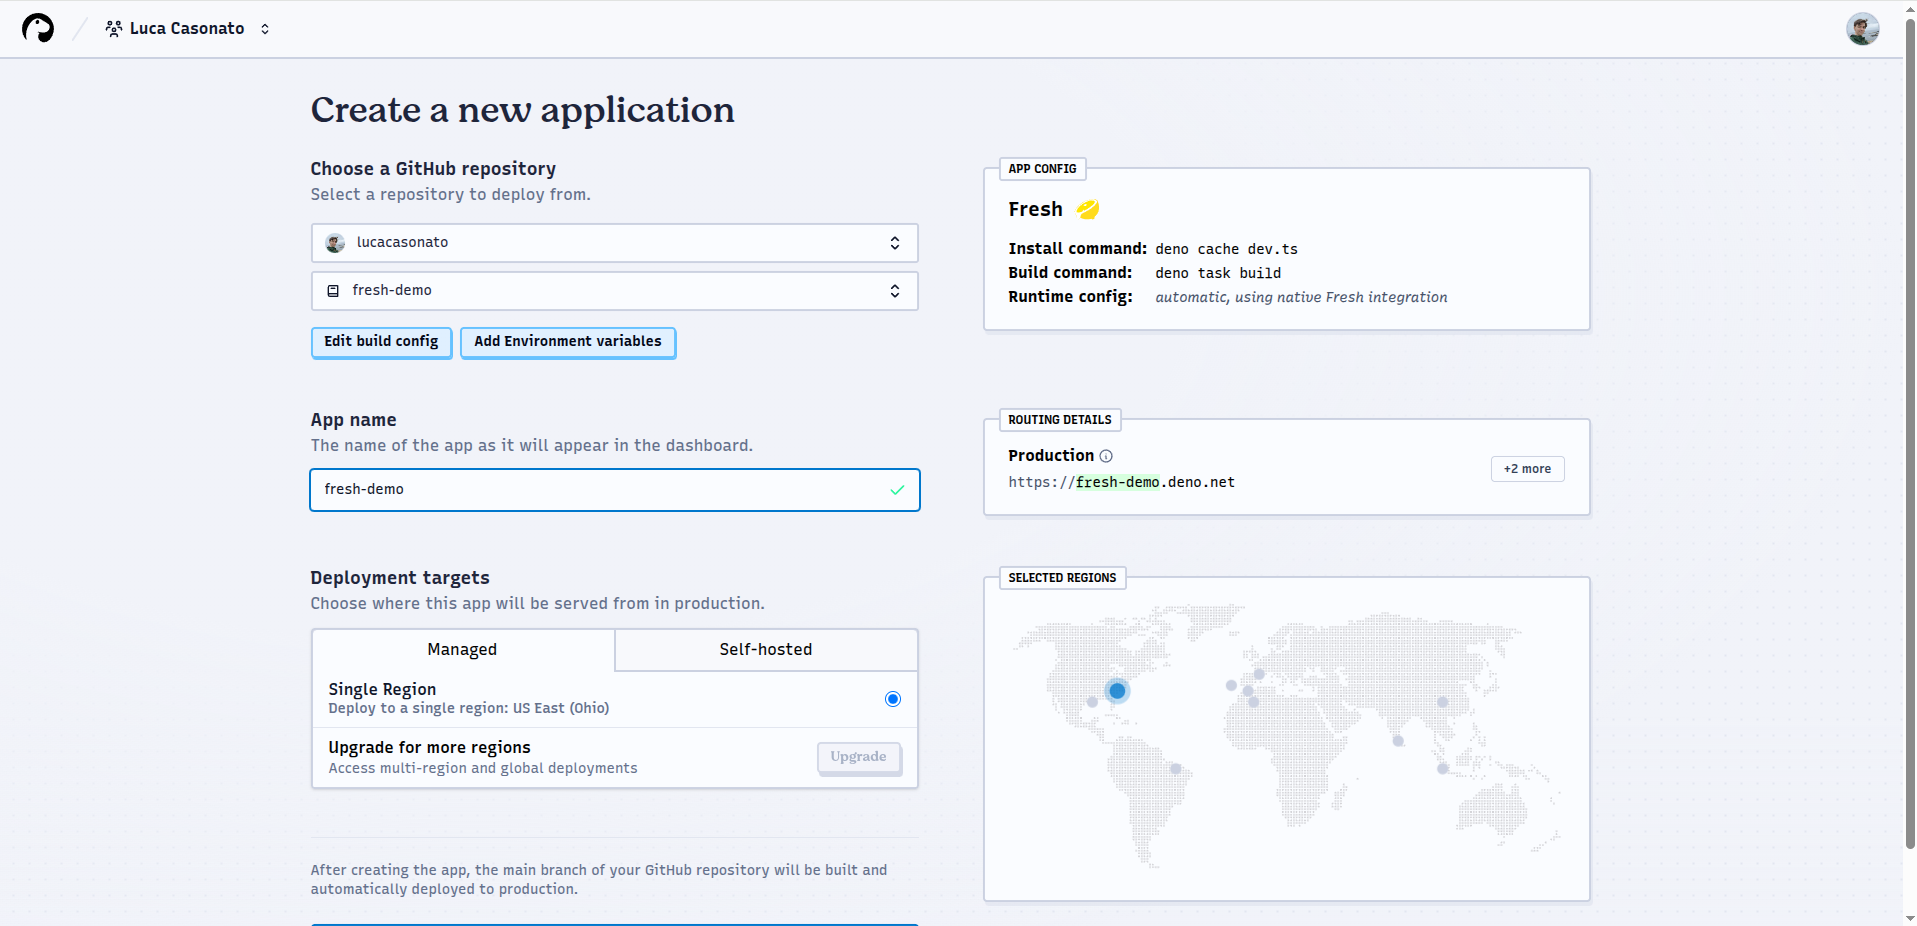 Luca Casonato
Create a new application
Choose a GitHub repository
Select a repository to deploy from.
lucacasonato
fresh-demo
Edit build config
Add Environment variables
APP CONFIG
Fresh
Install command: deno cache dev.ts
Build command: deno task build
Runtime config: automatic, using native Fresh integration
App name
The name of the app as it will appear in the dashboard.
fresh-demo
ROUTING DETAILS
Production
https://fresh-demo.deno.net
+2 more
Deployment targets
Choose where this app will be served from in production.
Managed
Self-hosted
Single Region
Deploy to a single region: US East (Ohio)
Upgrade for more regions
Access multi-region and global deployments
Upgrade
SELECTED REGIONS
After creating the app, the main branch of your GitHub repository will be built and
automatically deployed to production.